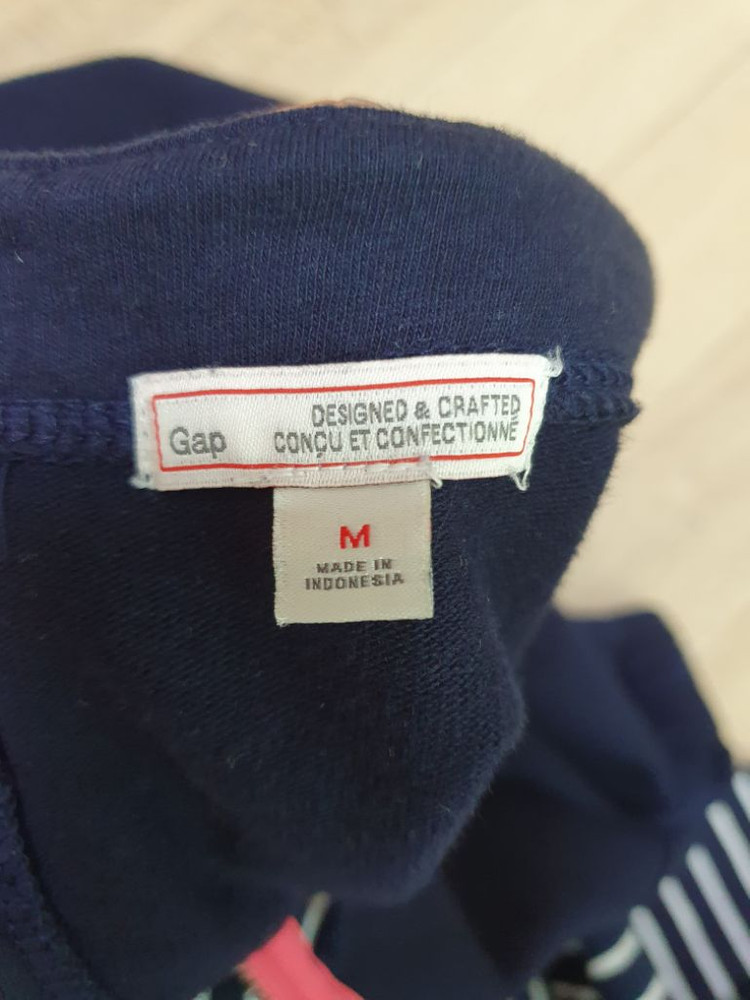 Gap
DESIGNED & CRAFTED
CONÇU ET CONFECTIONNÉ
M
MADE IN
INDONESIA